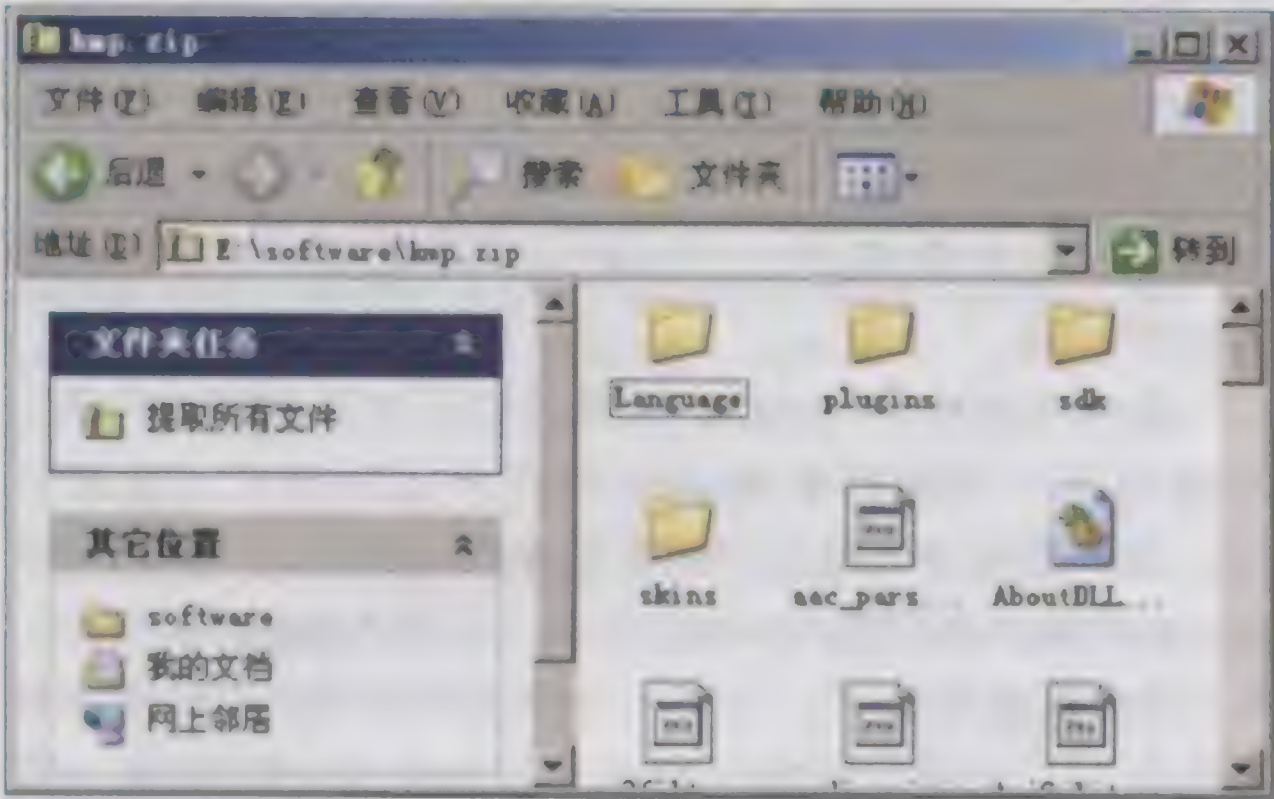 kmp.zip
文件(F) 编辑(E) 查看(V) 收藏(A) 工具(T) 帮助(H)
后退 搜索 文件夹
地址(D) E:\software\kmp.zip 转到
文件夹任务
提取所有文件
其它位置
software
我的文档
网上邻居
Language plugins sdk
skins aac_pars... AboutDLL...